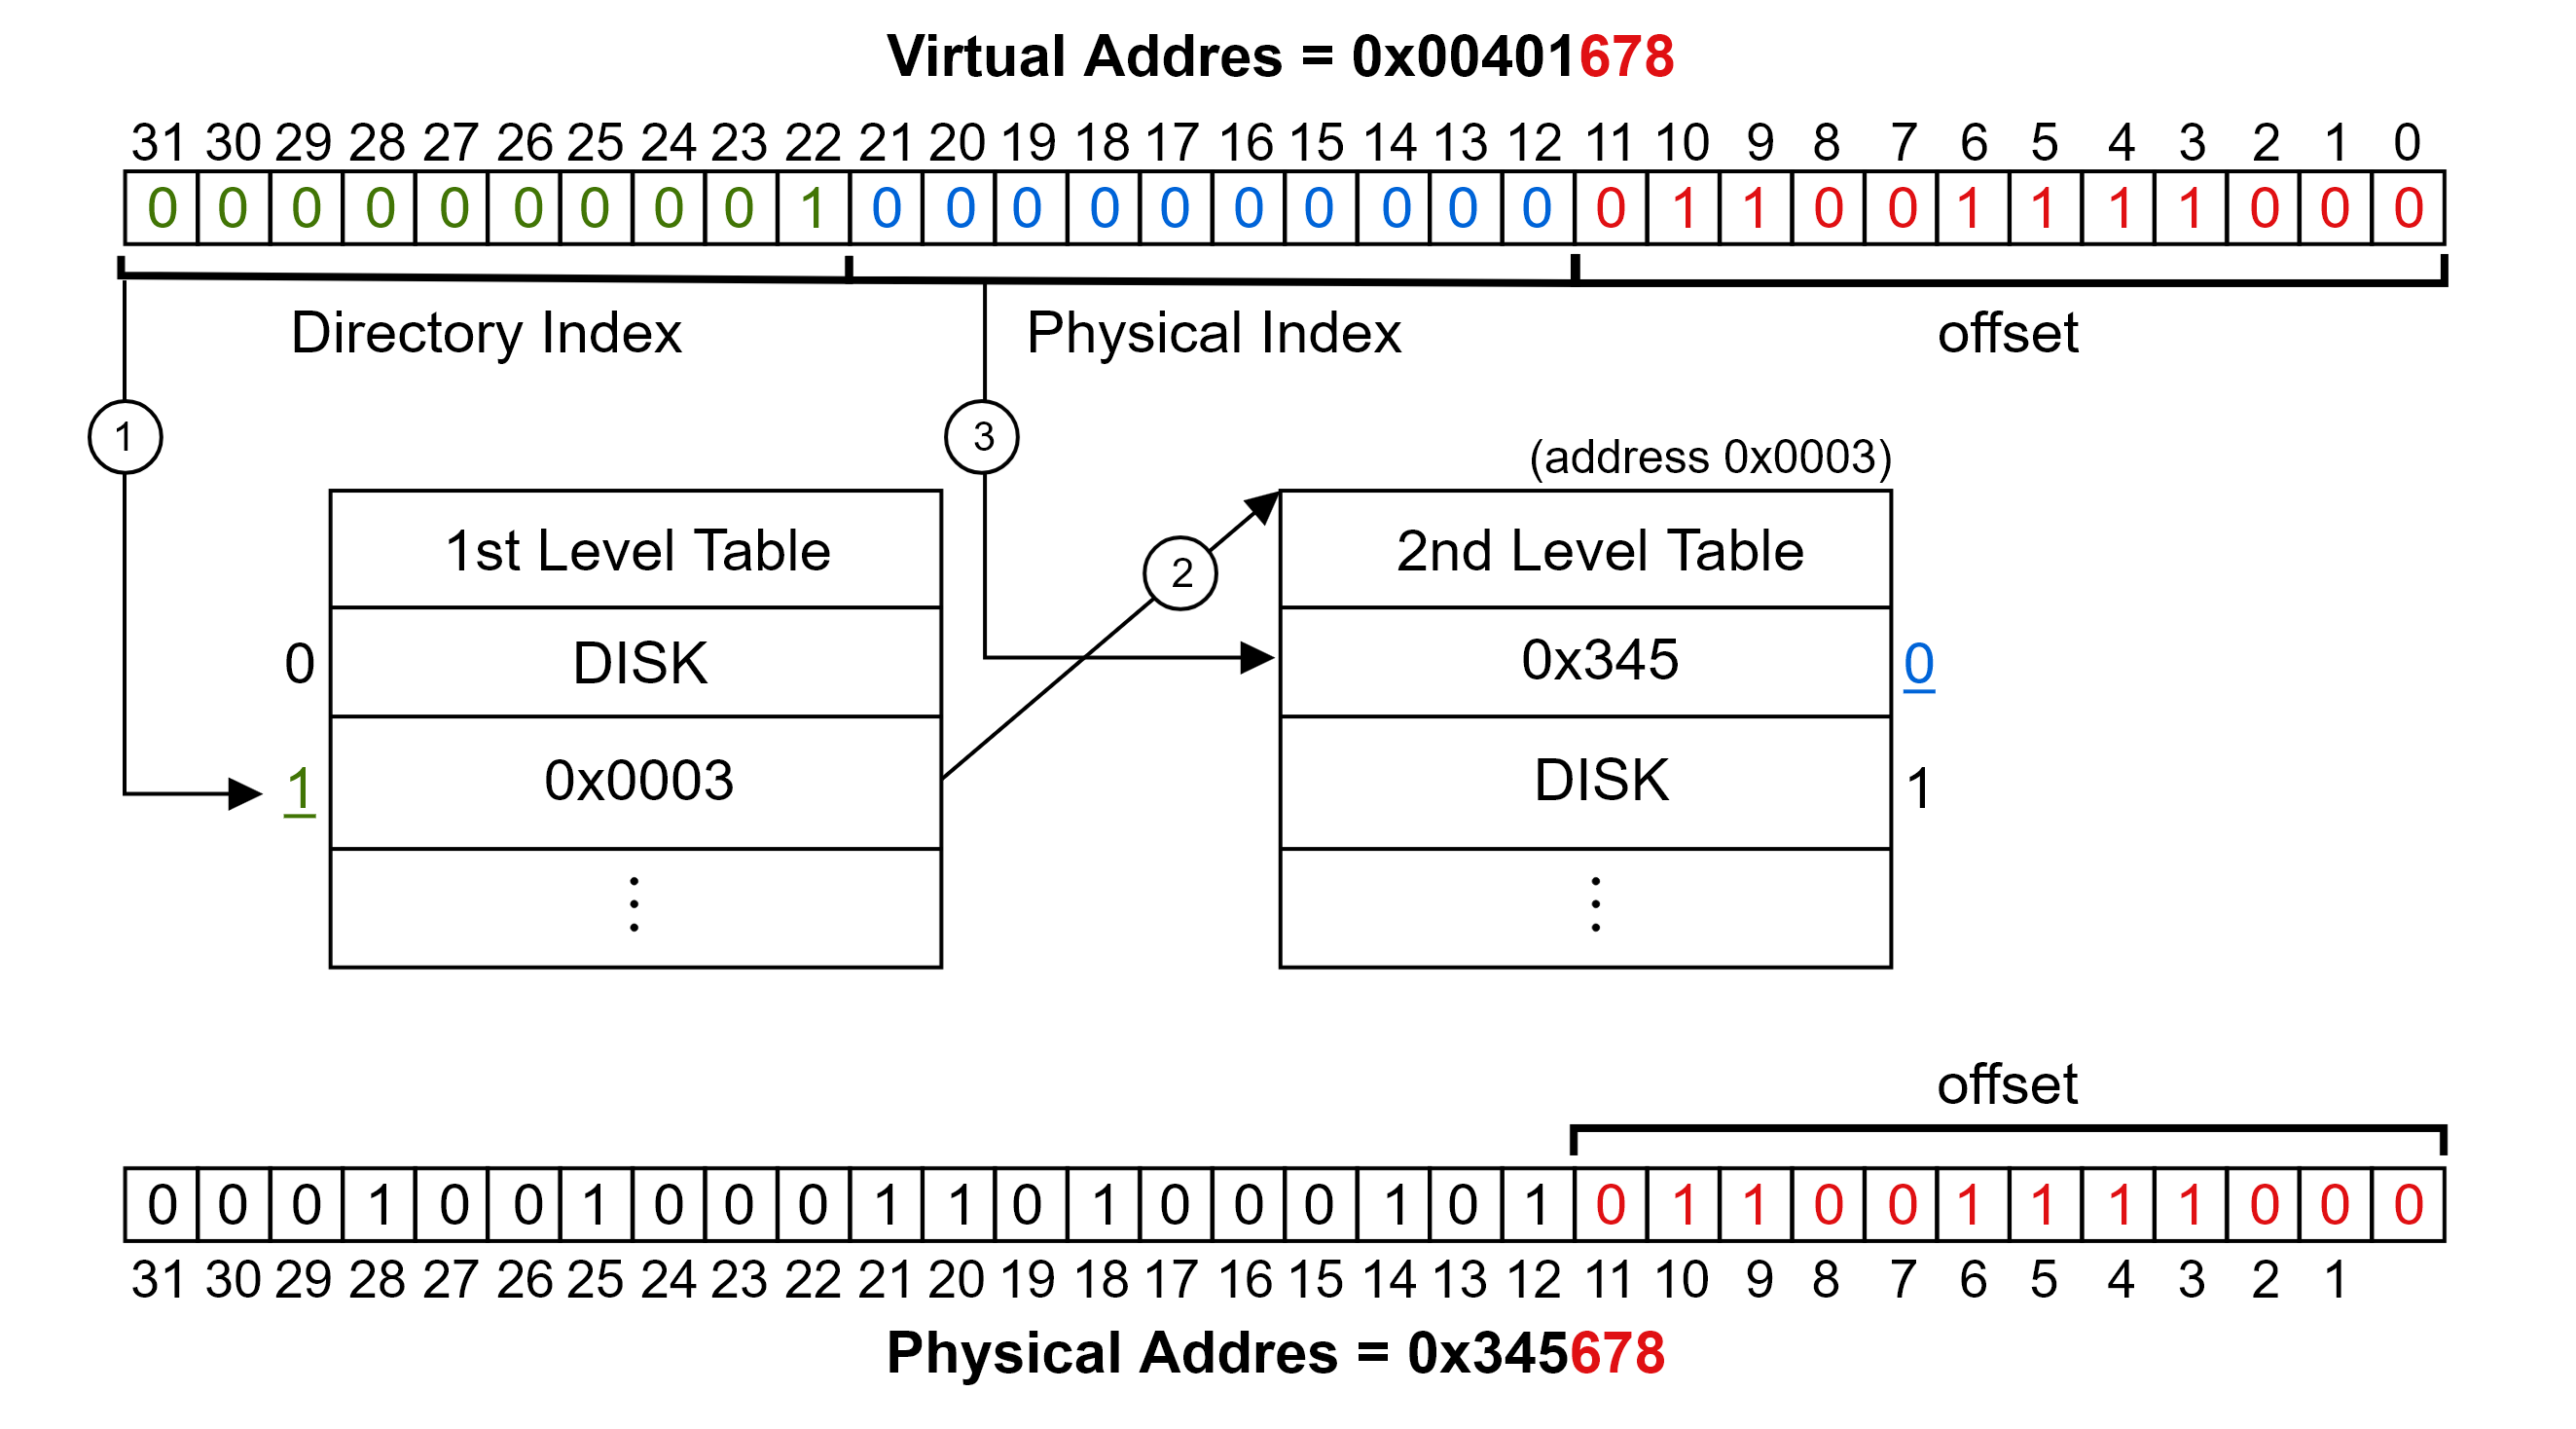 Virtual Addres = 0x00401678
31 30 29 28 27 26 25 24 23 22 21 20 19 18 17 16 15 14 13 12 11 10 9 8 7 6 5 4 3 2 1 0
0 0 0 0 0 0 0 0 0 1 0 0 0 0 0 0 0 0 0 0 0 1 1 0 0 1 1 1 1 0 0 0
Directory Index Physical Index offset
1 3
(address 0x0003)
1st Level Table 2 2nd Level Table
0 DISK 0x345 0
1 0x0003 DISK 1
offset
0 0 0 1 0 0 1 0 0 0 1 1 0 1 0 0 0 1 0 1 0 1 1 0 0 1 1 1 1 0 0 0
31 30 29 28 27 26 25 24 23 22 21 20 19 18 17 16 15 14 13 12 11 10 9 8 7 6 5 4 3 2 1
Physical Addres = 0x345678